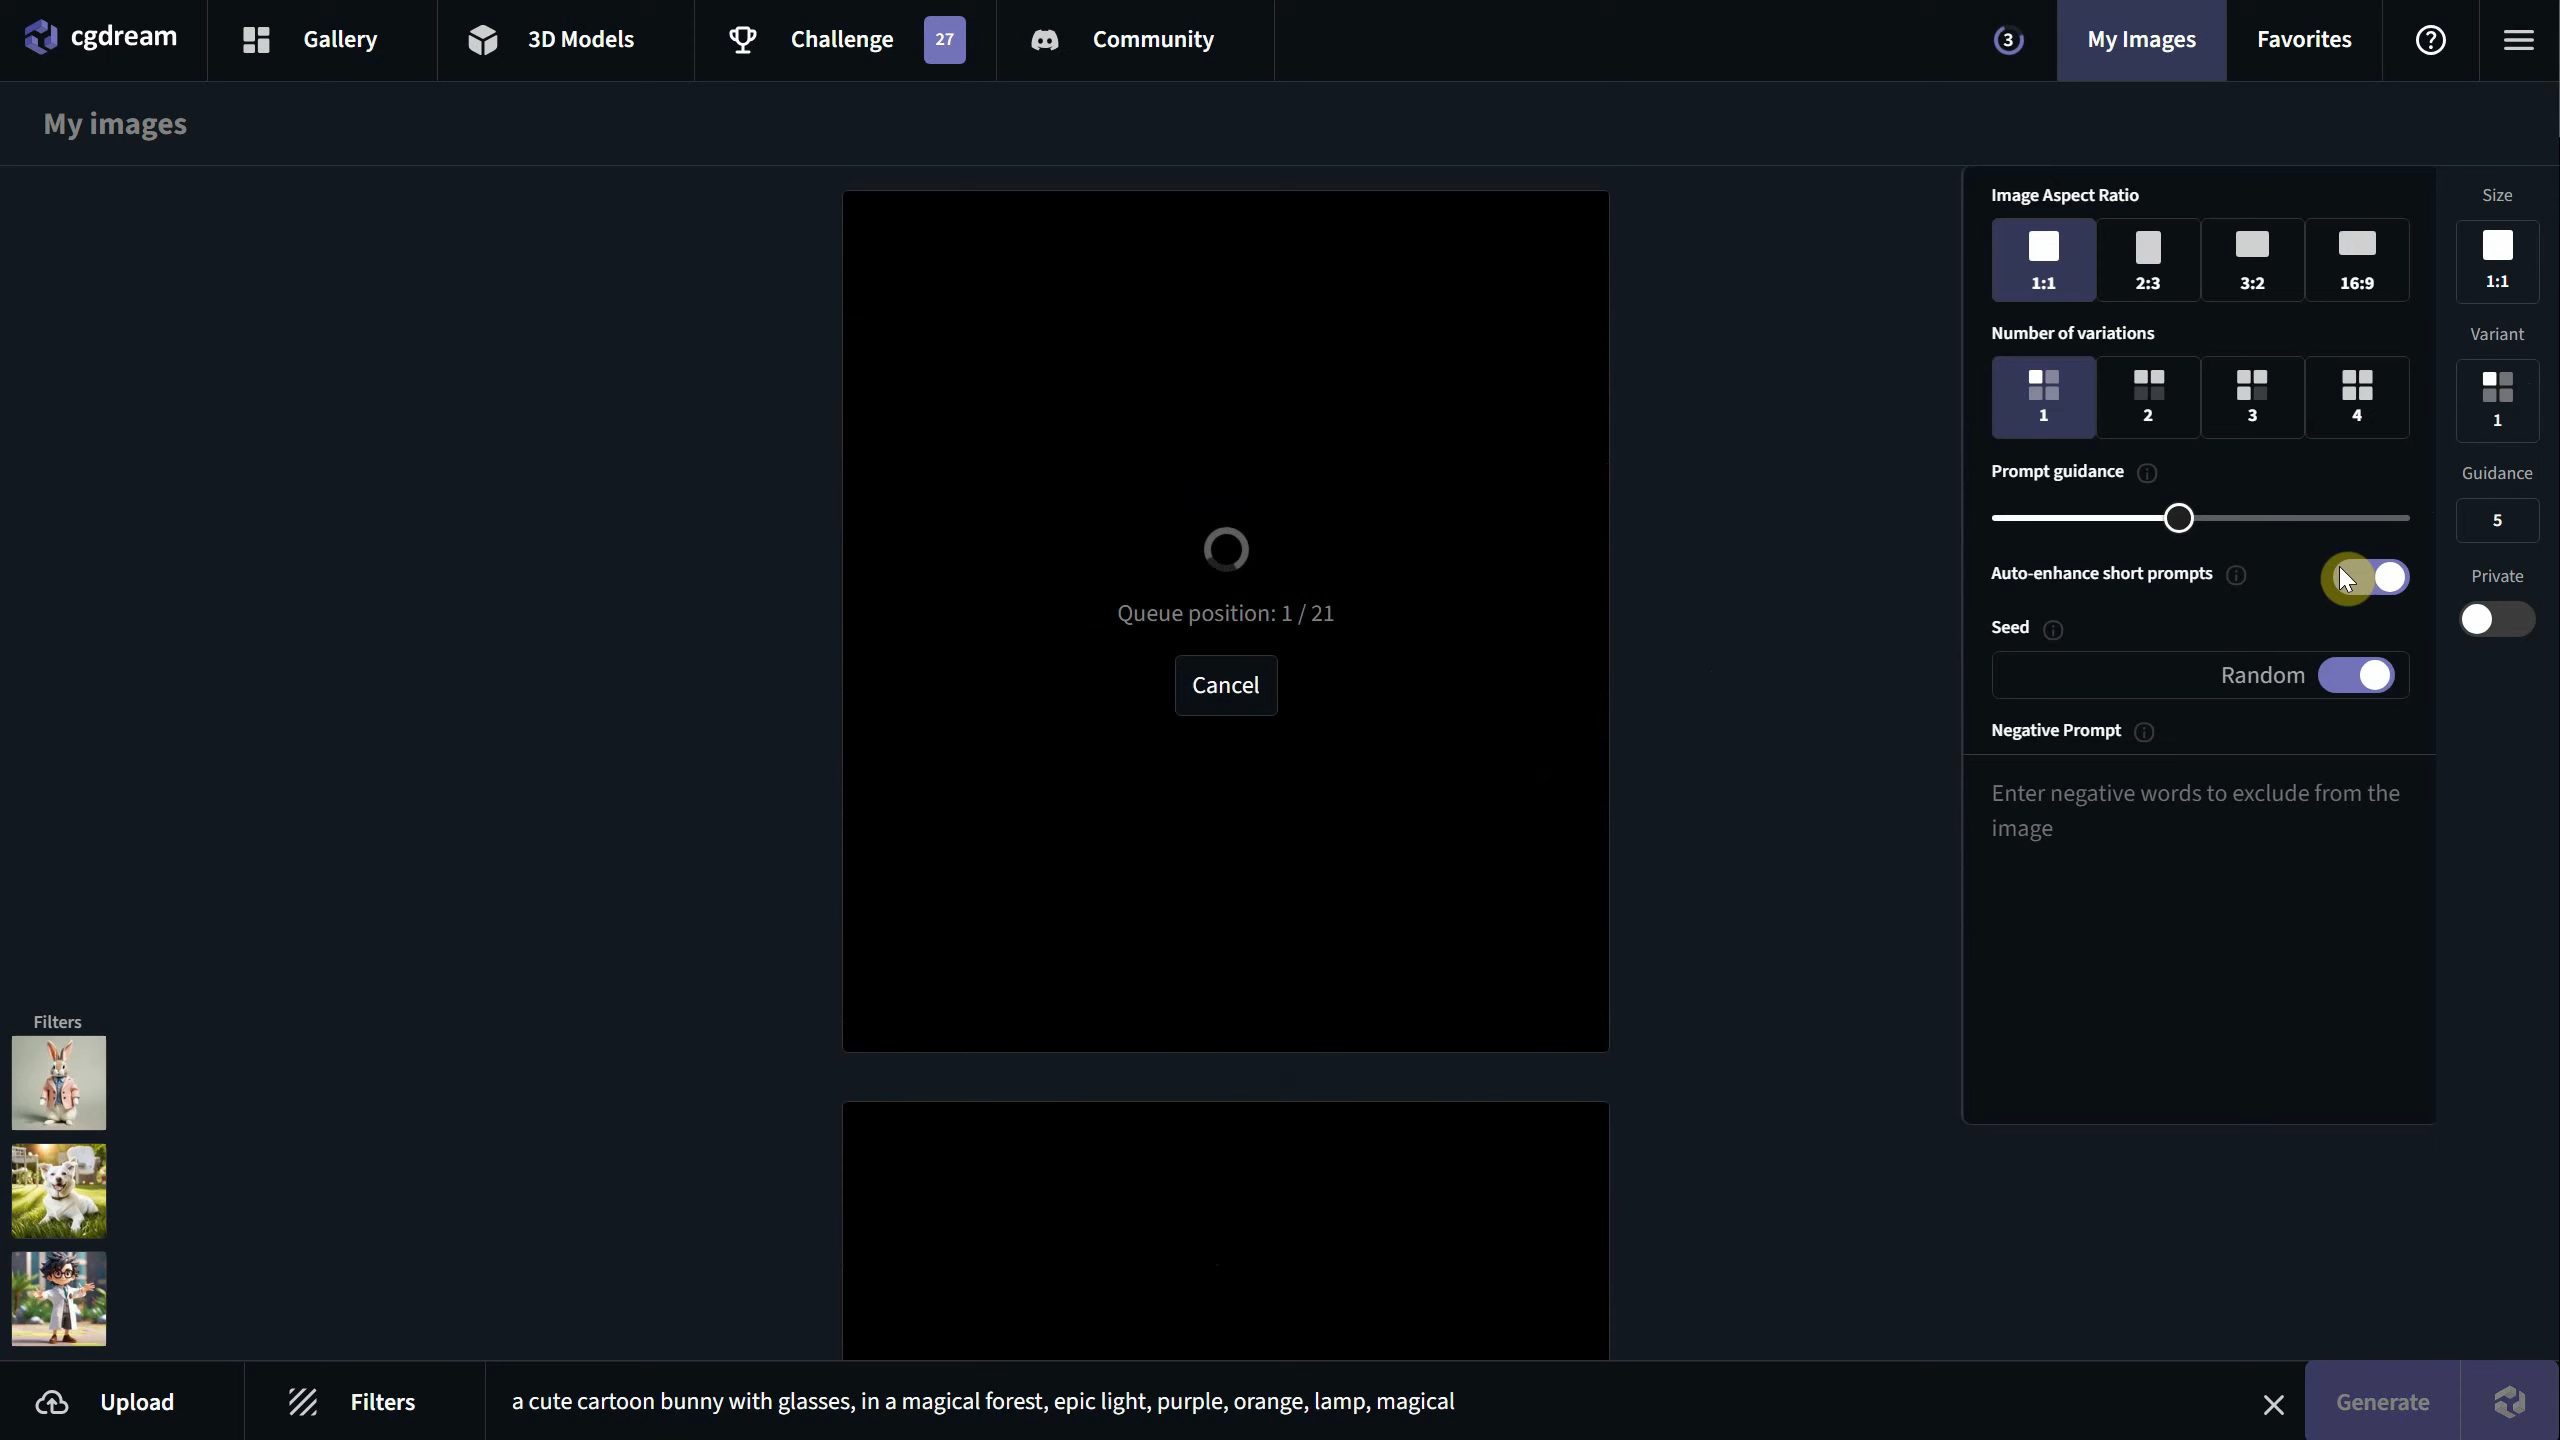 cgdream
Gallery
3D Models
Challenge
27
Community
3
My Images
Favorites
My images
Image Aspect Ratio
1:1
2:3
3:2
16:9
Number of variations
1
2
3
4
Prompt guidance
Auto-enhance short prompts
Seed
Random
Negative Prompt
Enter negative words to exclude from the
image
Size
1:1
Variant
1
Guidance
5
Private
Queue position: 1 / 21
Cancel
Filters
Upload
Filters
a cute cartoon bunny with glasses, in a magical forest, epic light, purple, orange, lamp, magical
Generate